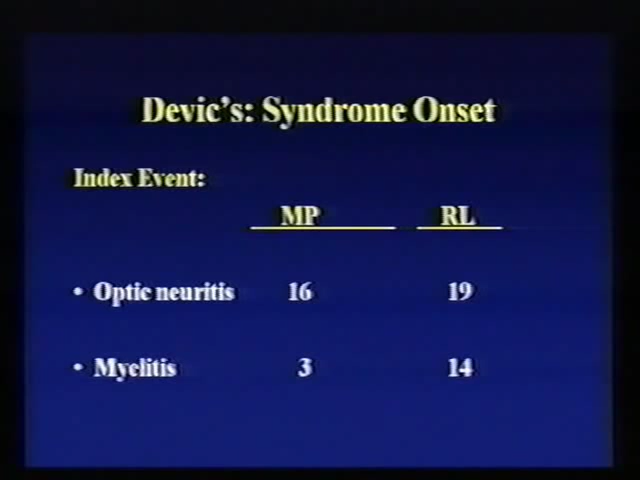 Devic's: Syndrome Onset
Index Event:
MP RL
• Optic neuritis 16 19
• Myelitis 3 14